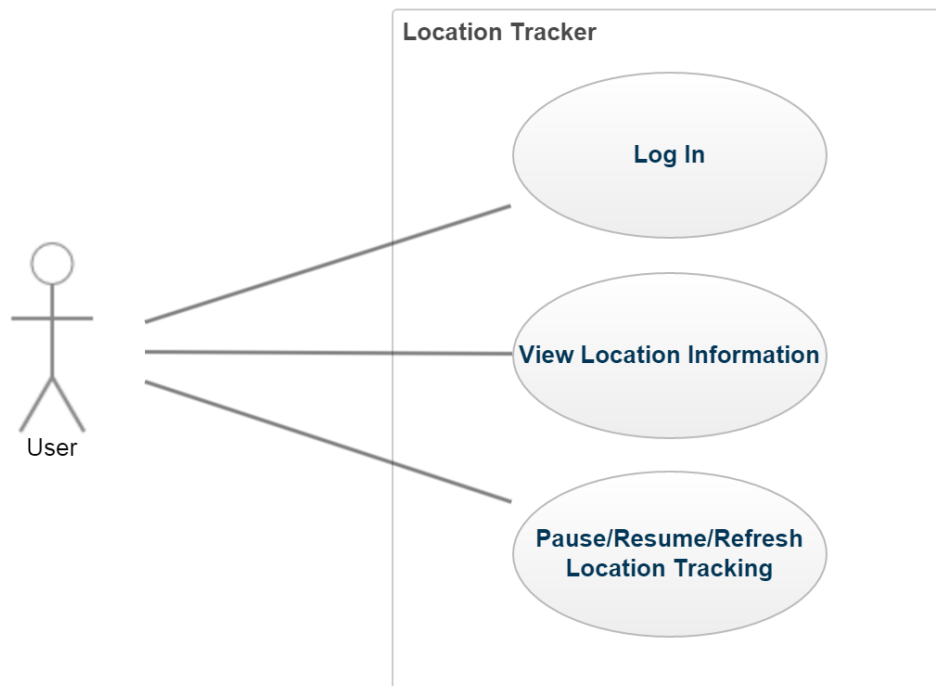 Location Tracker
Log In
View Location Information
User
Pause/Resume/Refresh
Location Tracking